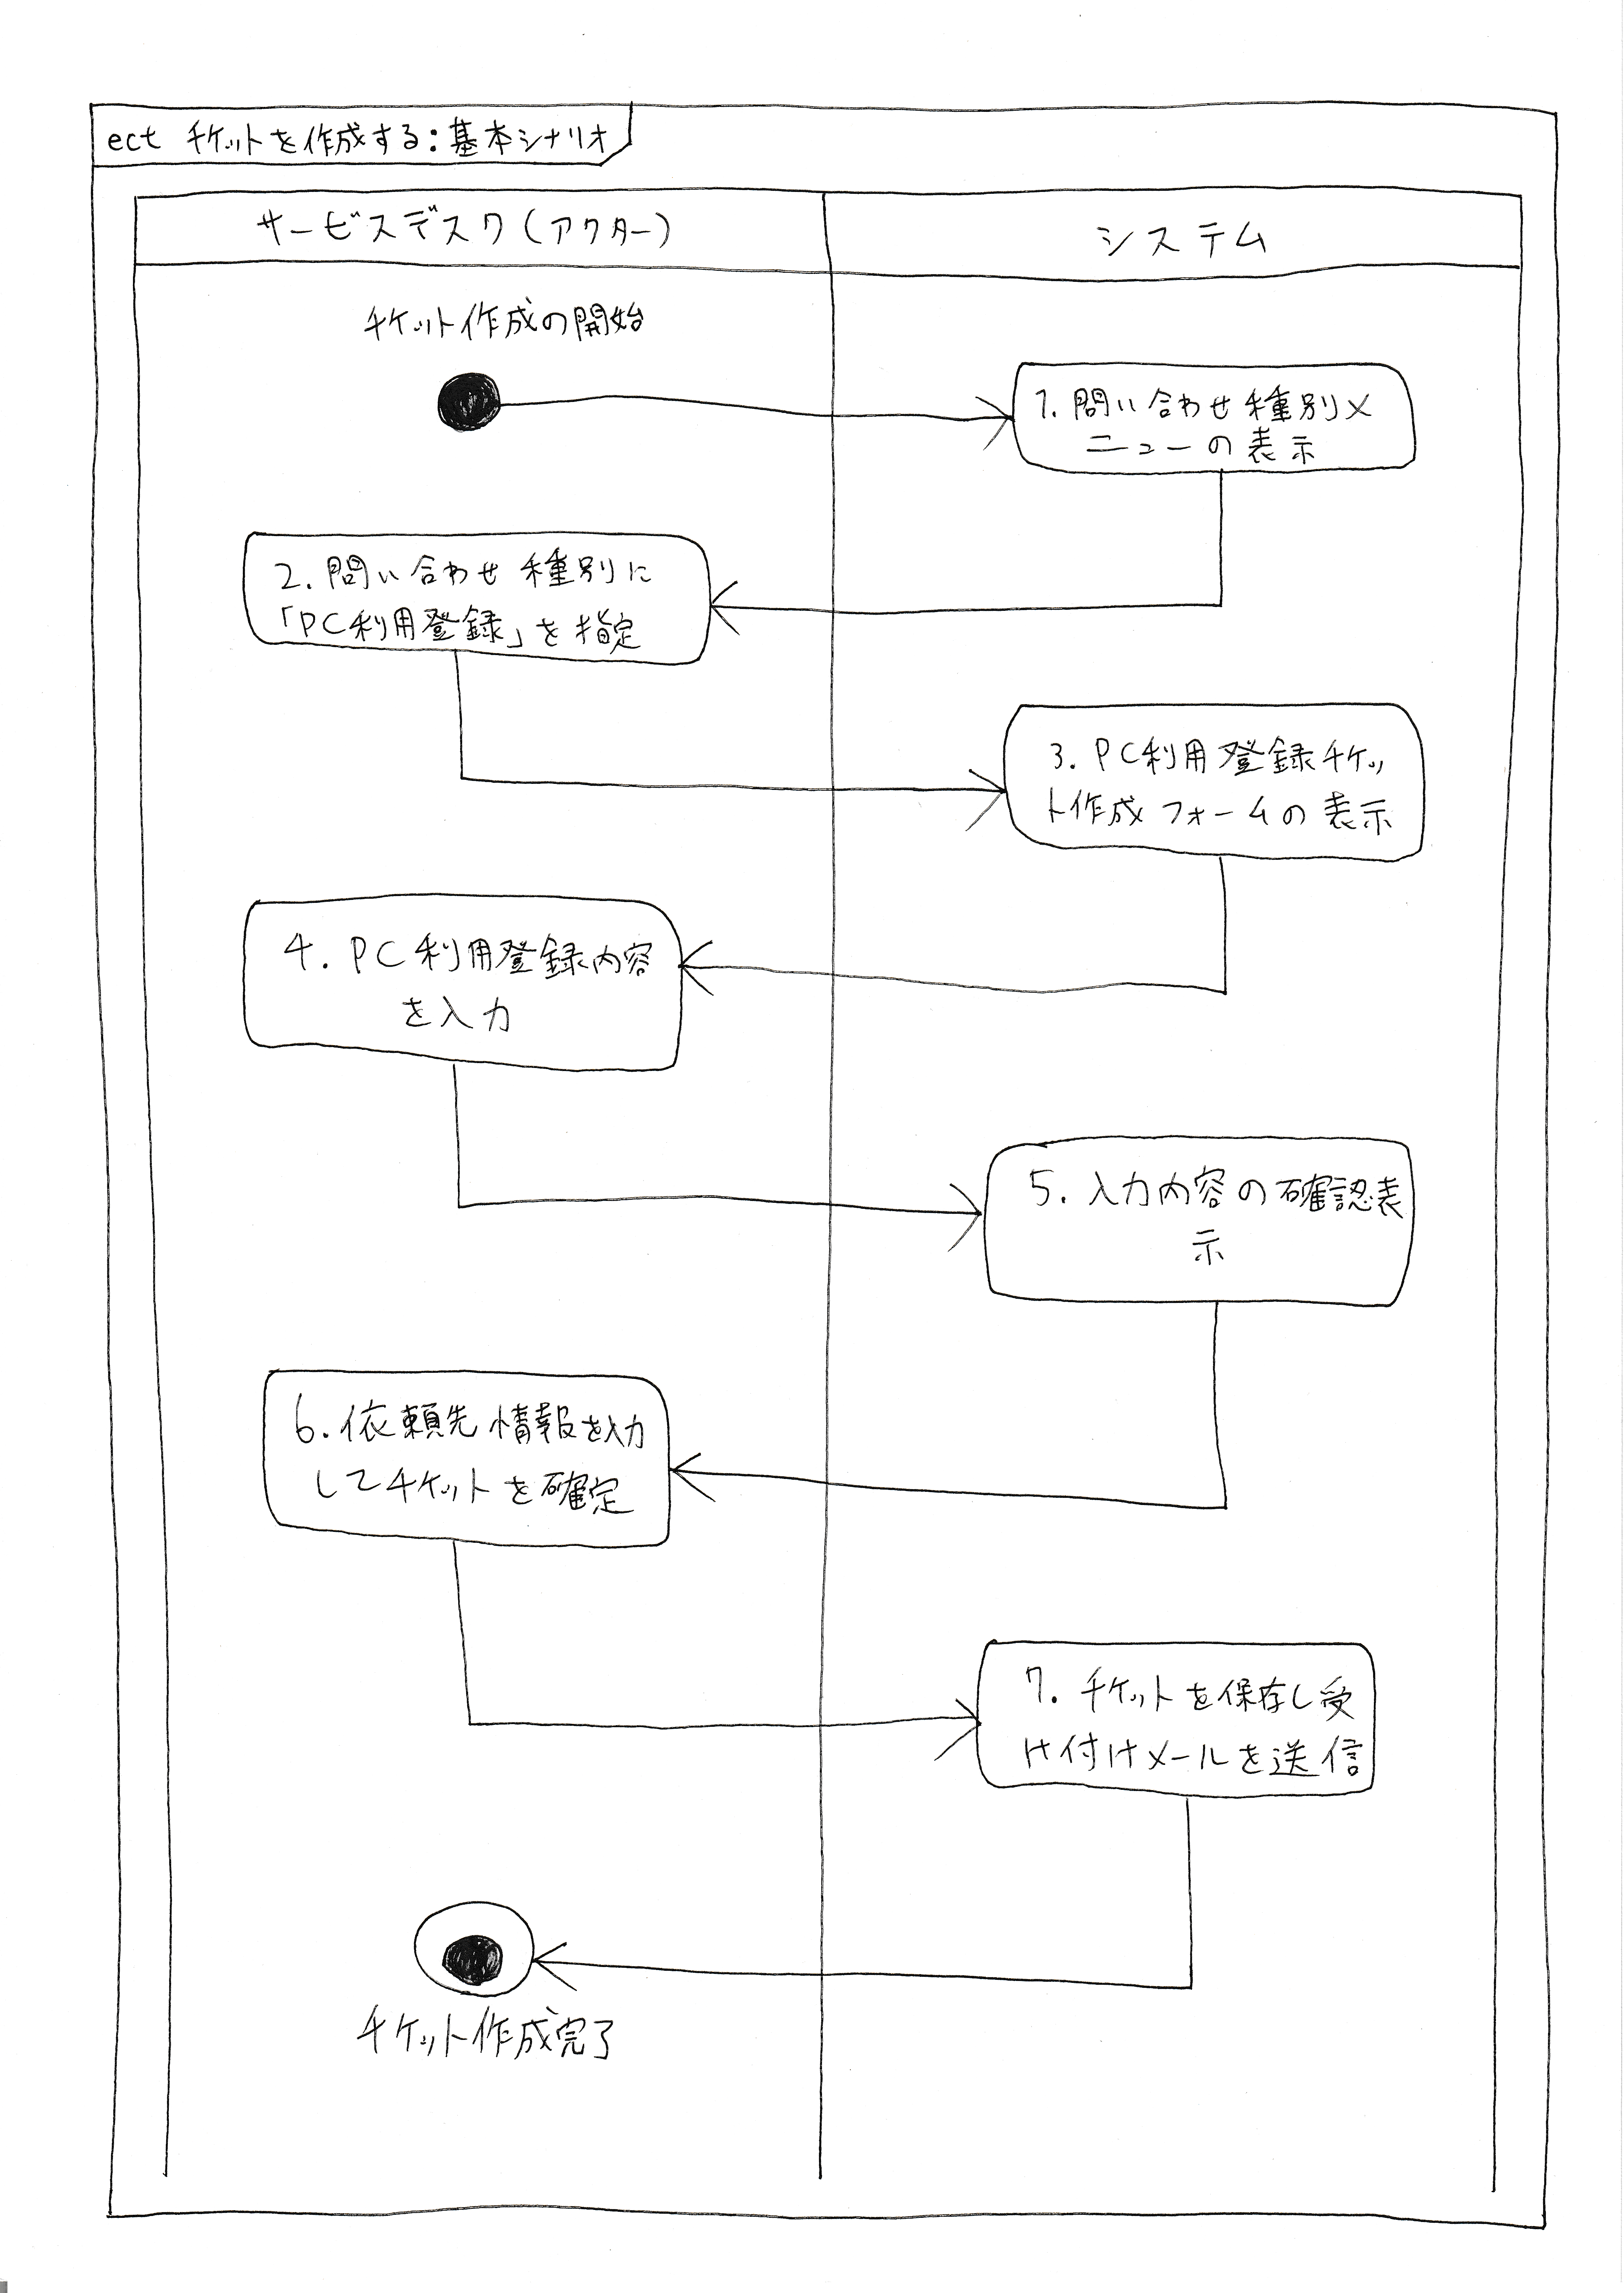 ect チケットを作成する:基本シナリオ
サービスデスク(アクター)
システム
チケット作成の開始
1. 問い合わせ種別メ
ニューの表示
2. 問い合わせ種別に
「PC利用登録」を指定
3. PC利用登録チケッ
ト作成フォームの表示
4. PC利用登録内容
を入力
5. 入力内容の確認表
示
6. 依頼先情報を入力
してチケットを確定
7. チケットを保存し受
け付けメールを送信
チケット作成完了